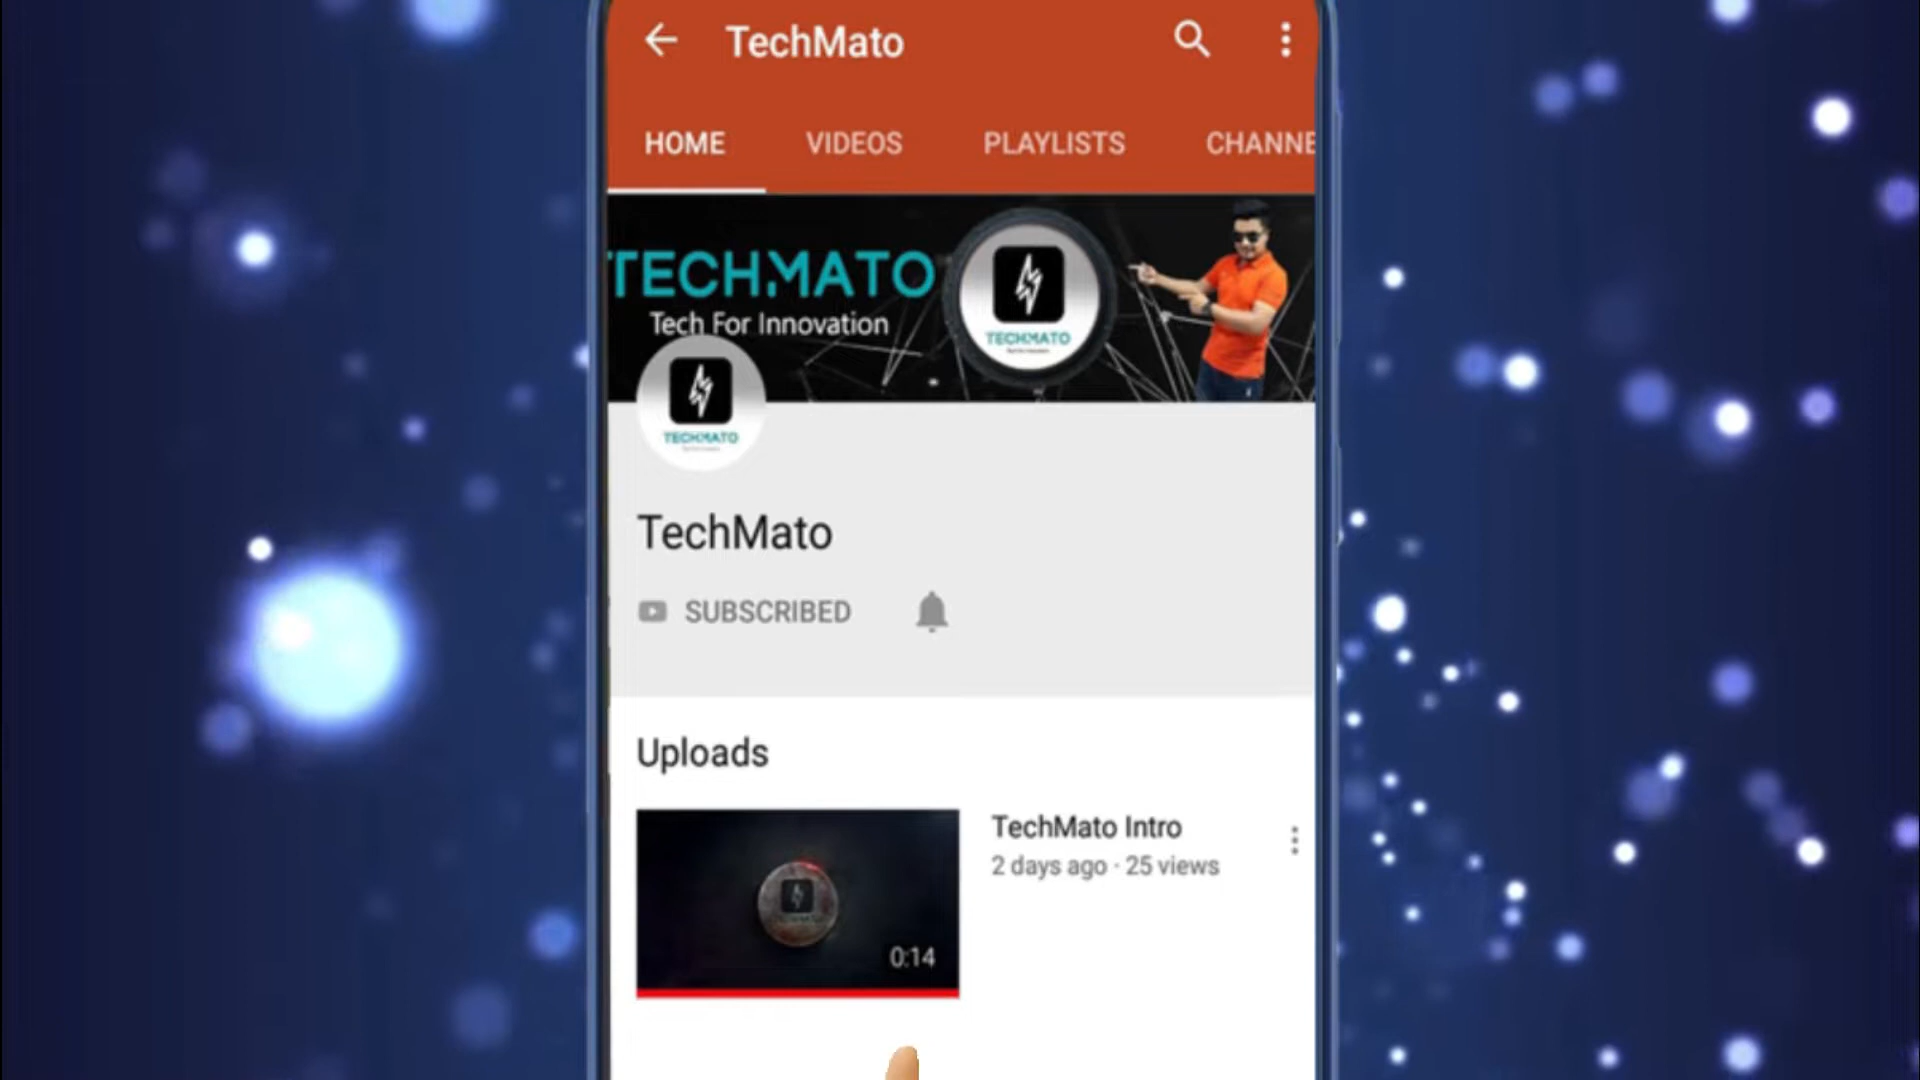 TechMato
HOME VIDEOS PLAYLISTS CHANNE
TECHMATO
Tech For Innovation
TECHMATO
TECHMATO
TechMato
SUBSCRIBED
Uploads
TechMato Intro
2 days ago · 25 views
0:14